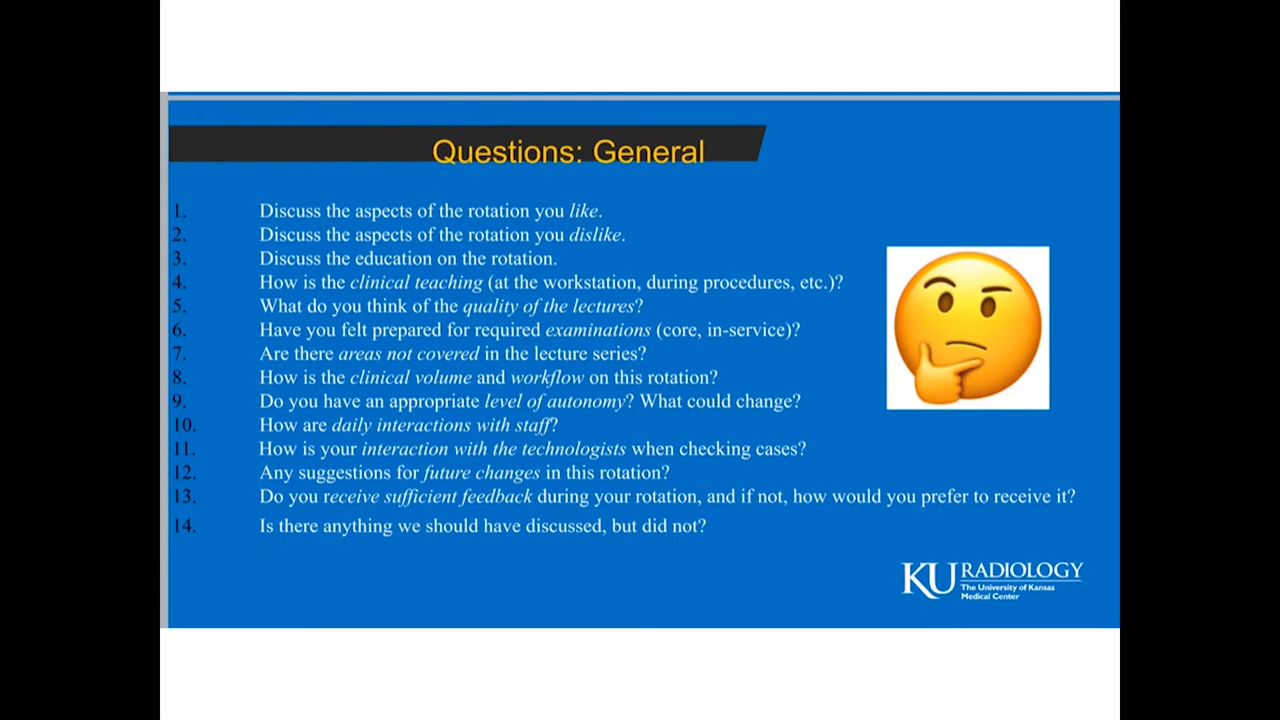 Questions: General
1. Discuss the aspects of the rotation you like.
2. Discuss the aspects of the rotation you dislike.
3. Discuss the education on the rotation.
4. How is the clinical teaching (at the workstation, during procedures, etc.)?
5. What do you think of the quality of the lectures?
6. Have you felt prepared for required examinations (core, in-service)?
7. Are there areas not covered in the lecture series?
8. How is the clinical volume and workflow on this rotation?
9. Do you have an appropriate level of autonomy? What could change?
10. How are daily interactions with staff?
11. How is your interaction with the technologists when checking cases?
12. Any suggestions for future changes in this rotation?
13. Do you receive sufficient feedback during your rotation, and if not, how would you prefer to receive it?
14. Is there anything we should have discussed, but did not?
KU RADIOLOGY
The University of Kansas
Medical Center